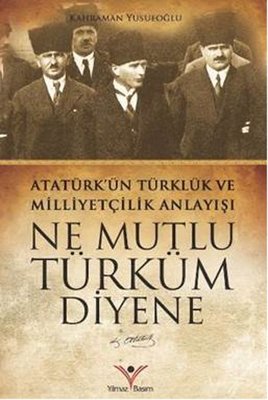 KAHRAMAN YUSUFOĞLU
ATATÜRK'ÜN TÜRKLÜK VE
MİLLİYETÇİLİK ANLAYIŞI
NE MUTLU
TÜRKÜM
DİYENE
Yılmaz Basım